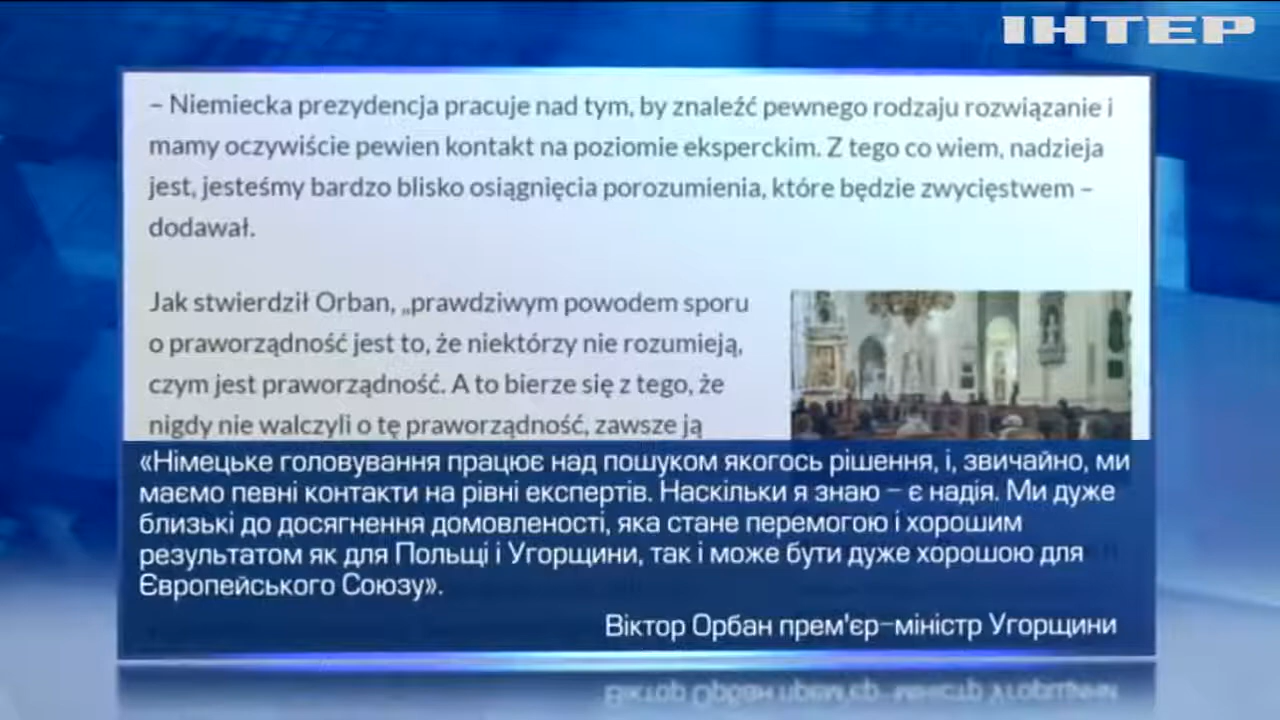 ІНТЕР
– Niemiecka prezydencja pracuje nad tym, by znaleźć pewnego rodzaju rozwiązanie i
mamy oczywiście pewien kontakt na poziomie eksperckim. Z tego co wiem, nadzieja
jest, jesteśmy bardzo blisko osiągnięcia porozumienia, które będzie zwycięstwem –
dodawał.
Jak stwierdził Orban, „prawdziwym powodem sporu
o praworządność jest to, że niektórzy nie rozumieją,
czym jest praworządność. A to bierze się z tego, że
nigdy nie walczyli o tę praworządność, zawsze ją
«Німецьке головування працює над пошуком якогось рішення, і, звичайно, ми
маємо певні контакти на рівні експертів. Наскільки я знаю – є надія. Ми дуже
близькі до досягнення домовленості, яка стане перемогою і хорошим
результатом як для Польщі і Угорщини, так і може бути дуже хорошою для
Європейського Союзу».
Віктор Орбан прем'єр-міністр Угорщини